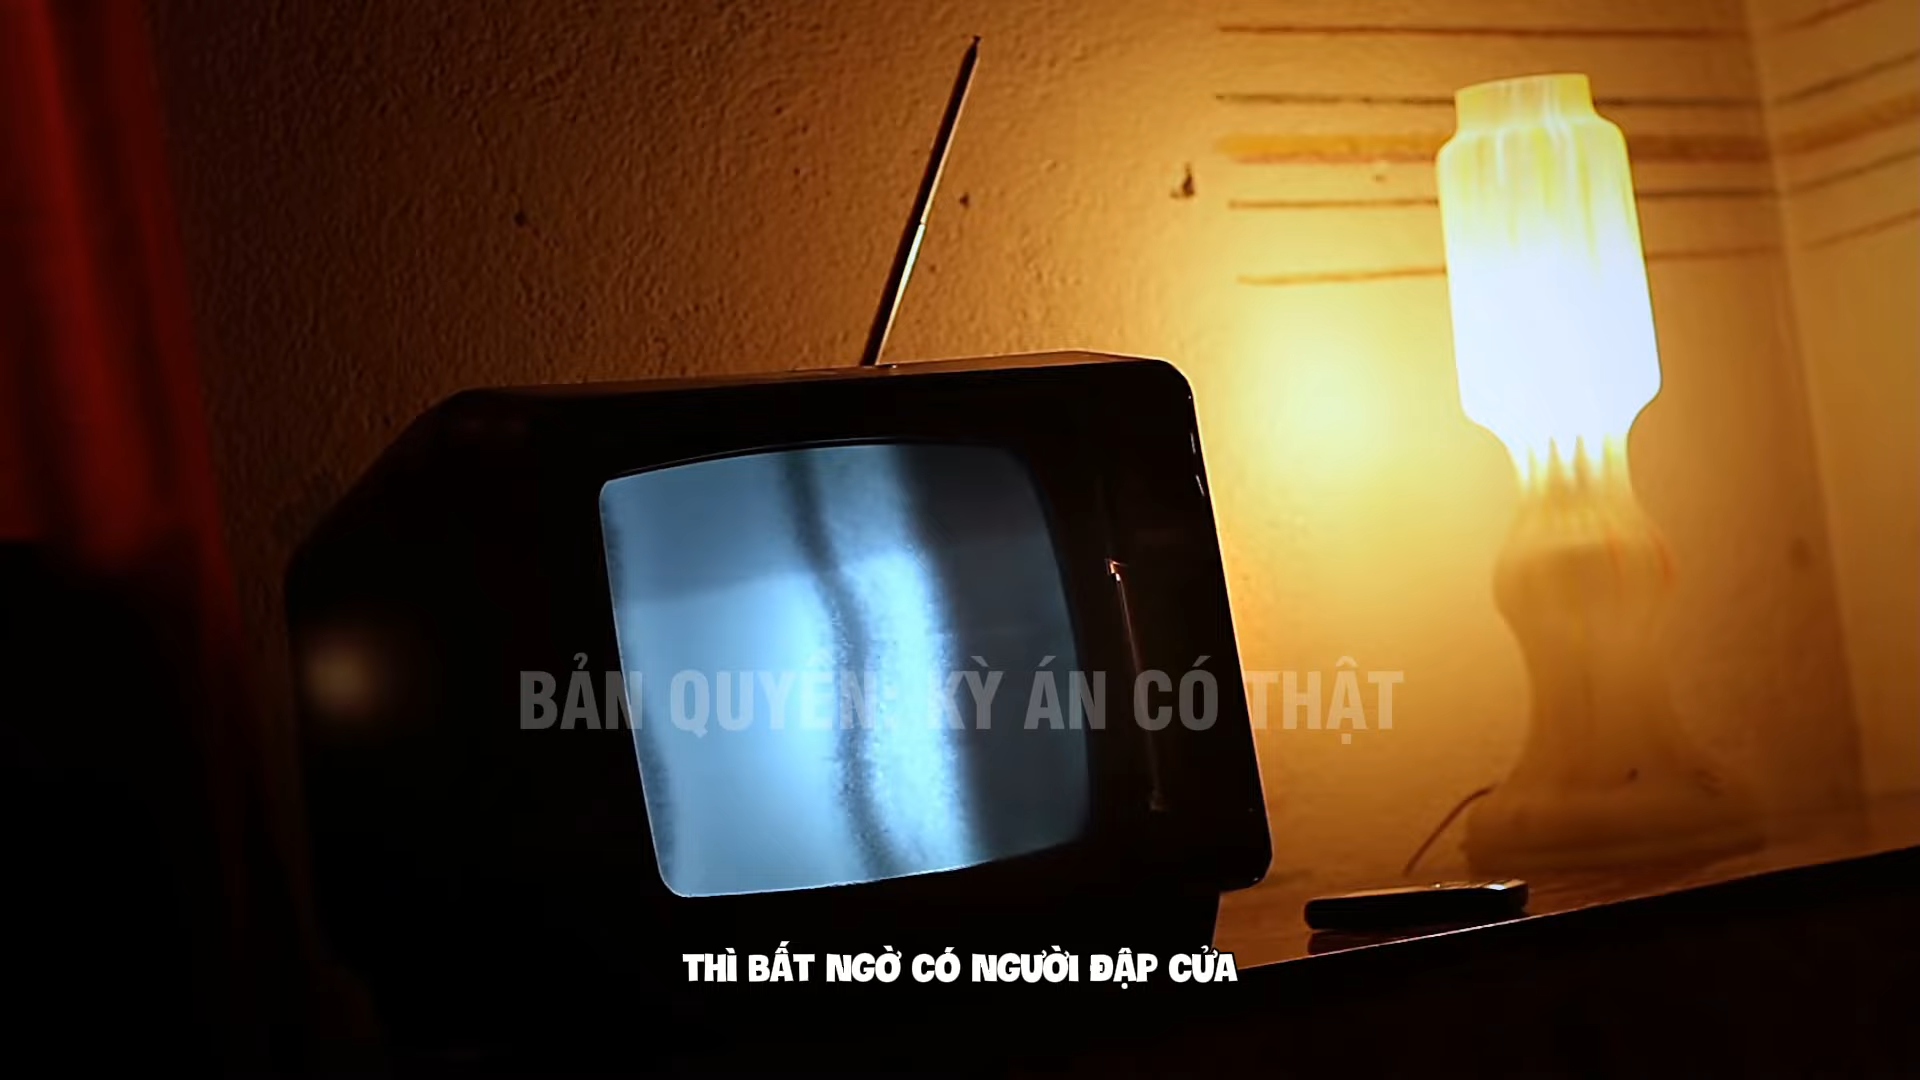 BẢN QUYỀN: KỲ ÁN CÓ THẬT
THÌ BẤT NGỜ CÓ NGƯỜI ĐẬP CỬA